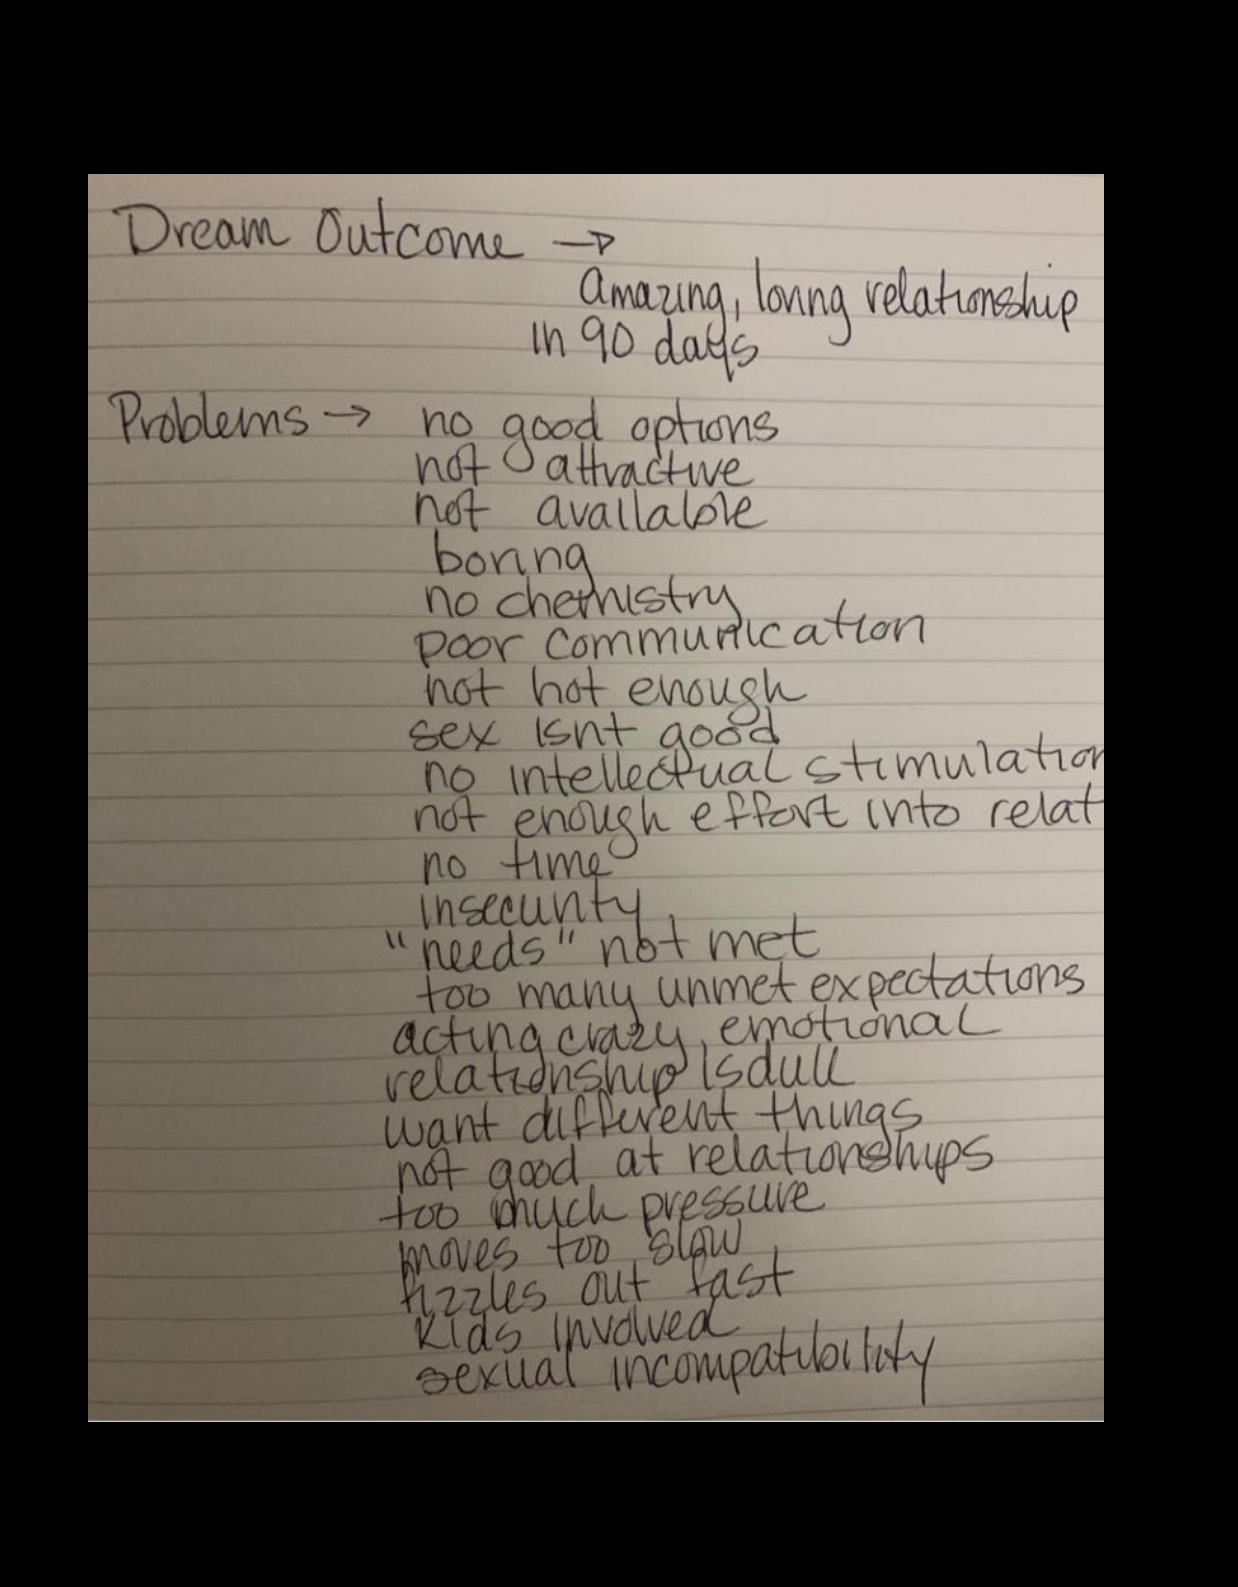 Dream Outcome →
Amazing, loving relationship
in 90 days
Problems → no good options
not attractive
not available
boring
no chemistry
poor communication
not hot enough
sex isnt good
no intellectual stimulation
not enough effort into relat
no time
insecurity
"needs" not met
too many unmet expectations
acting crazy, emotional
relationship is dull
want different things
not good at relationships
too much pressure
moves too slow
fizzles out fast
kids involved
sexual incompatibility